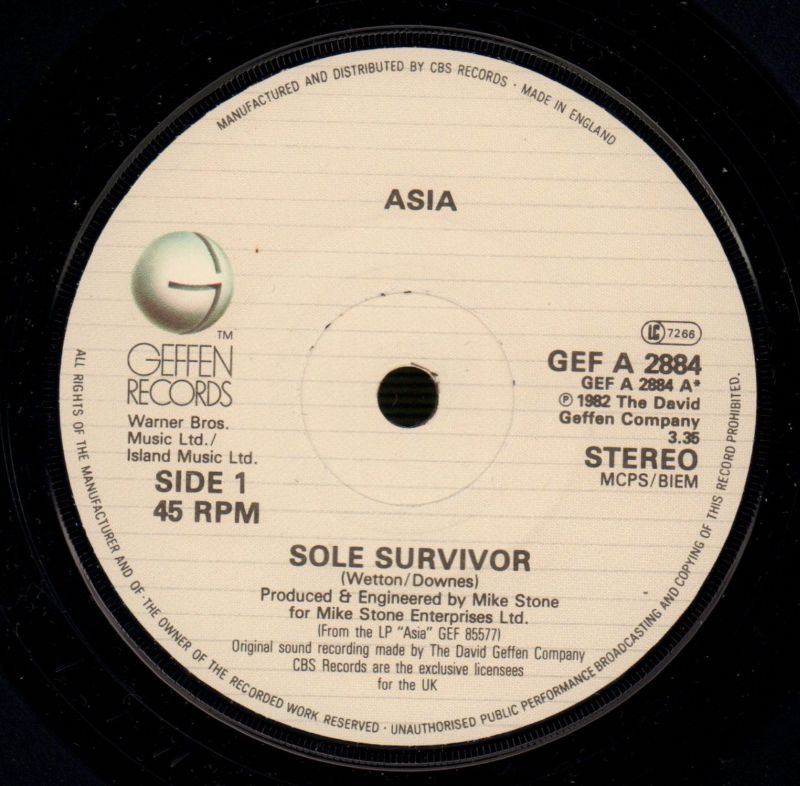 MANUFACTURED AND DISTRIBUTED BY CBS RECORDS · MADE IN ENGLAND
ASIA
TM
GEFFEN
RECORDS
Warner Bros.
Music Ltd./
Island Music Ltd.
SIDE 1
45 RPM
LC 7266
GEF A 2884
GEF A 2884 A*
℗ 1982 The David
Geffen Company
3.35
STEREO
MCPS/BIEM
SOLE SURVIVOR
(Wetton/Downes)
Produced & Engineered by Mike Stone
for Mike Stone Enterprises Ltd.
(From the LP "Asia" GEF 85577)
Original sound recording made by The David Geffen Company
CBS Records are the exclusive licensees
for the UK
ALL RIGHTS OF THE MANUFACTURER AND OF · THE OWNER OF THE RECORDED WORK RESERVED · UNAUTHORISED PUBLIC PERFORMANCE BROADCASTING AND COPYING OF THIS RECORD PROHIBITED.